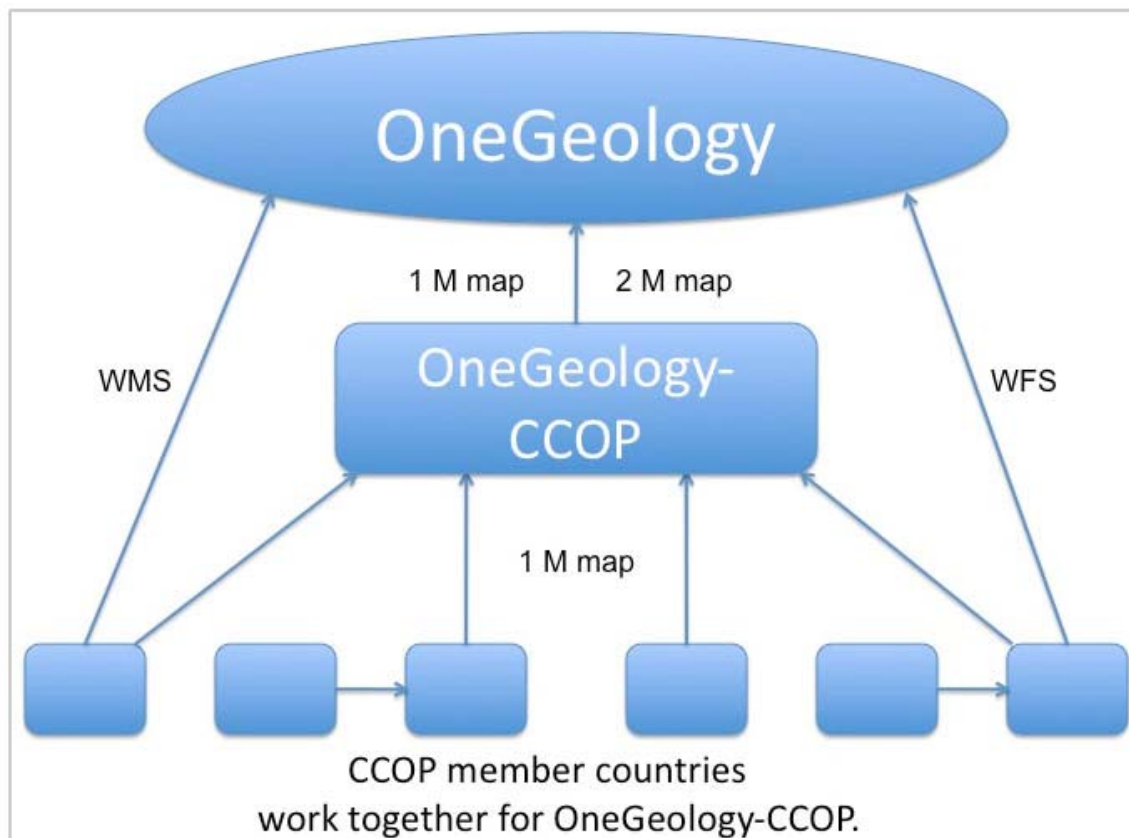 OneGeology
1 M map
2 M map
OneGeology-
CCOP
WMS
WFS
1 M map
CCOP member countries
work together for OneGeology-CCOP.